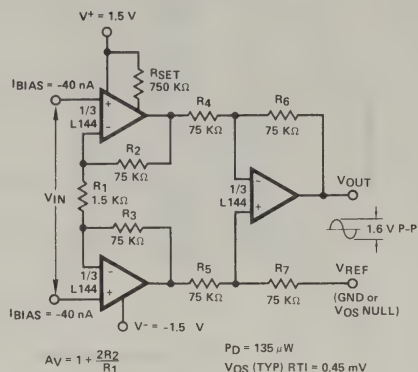 V+ = 1.5 V
IBIAS = -40 nA
RSET
750 KΩ
R4
75 KΩ
R6
75 KΩ
+
1/3
L144
−
R2
75 KΩ
VIN
R1
1.5 KΩ
R3
75 KΩ
−
1/3
L144
+
VOUT
1.6 V P-P
−
1/3
L144
+
R5
75 KΩ
R7
75 KΩ
VREF
(GND or
VOS NULL)
IBIAS = -40 nA
V- = -1.5 V
AV = 1 + 2R2
R1
PD = 135 μW
VOS (TYP) RTI = 0.45 mV